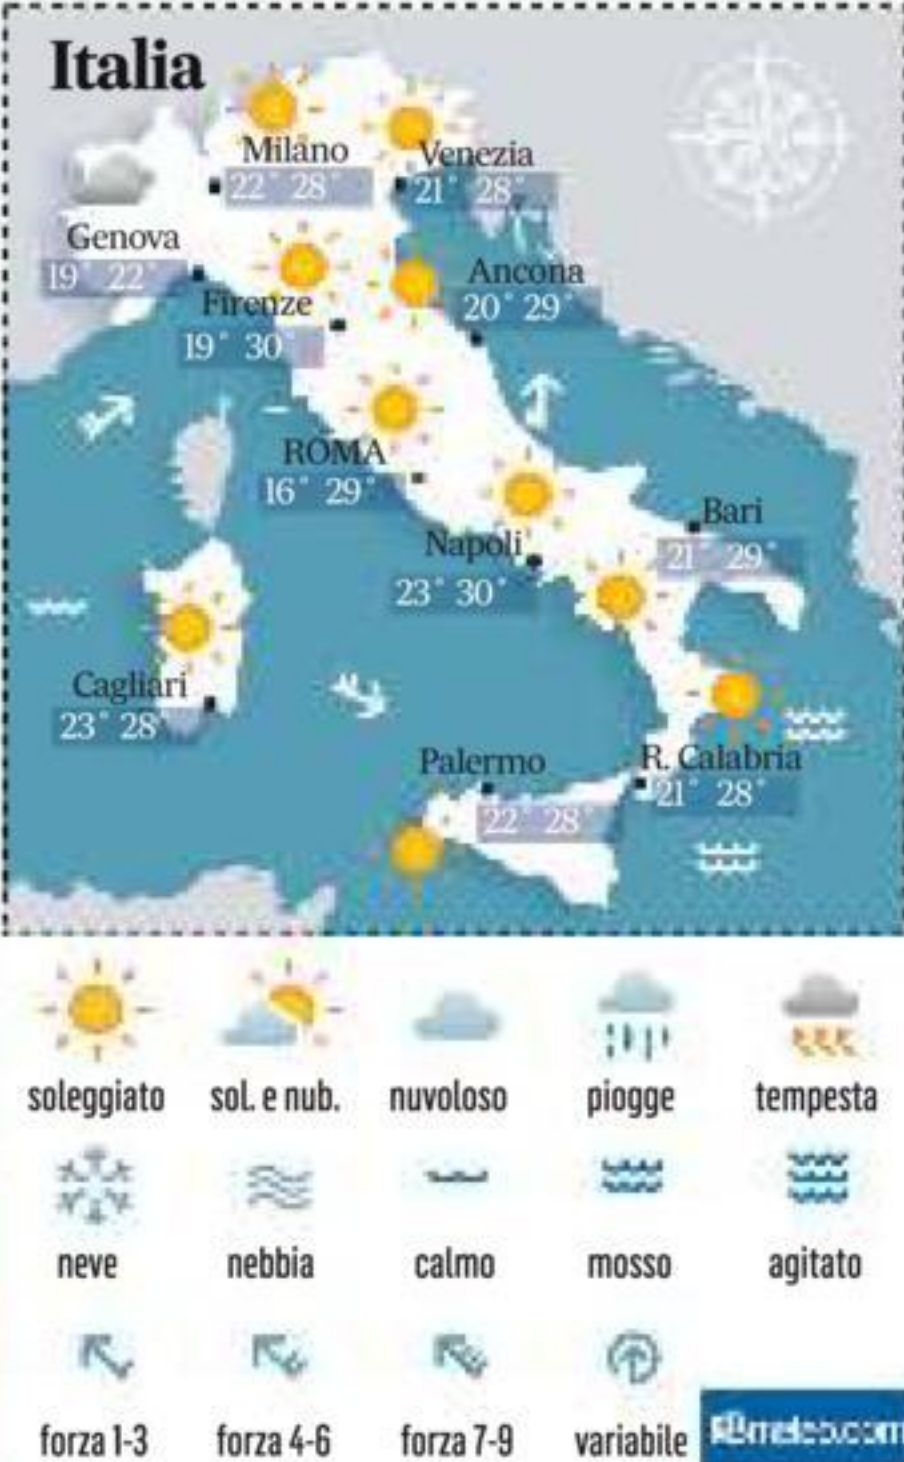 Italia
Milano
22° 28°
Venezia
21° 28°
Genova
19° 22°
Firenze
19° 30°
Ancona
20° 29°
ROMA
16° 29°
Napoli
23° 30°
Bari
21° 29°
Cagliari
23° 28°
Palermo
22° 28°
R. Calabria
21° 28°
soleggiato sol. e nub. nuvoloso piogge tempesta
neve nebbia calmo mosso agitato
forza 1-3 forza 4-6 forza 7-9 variabile